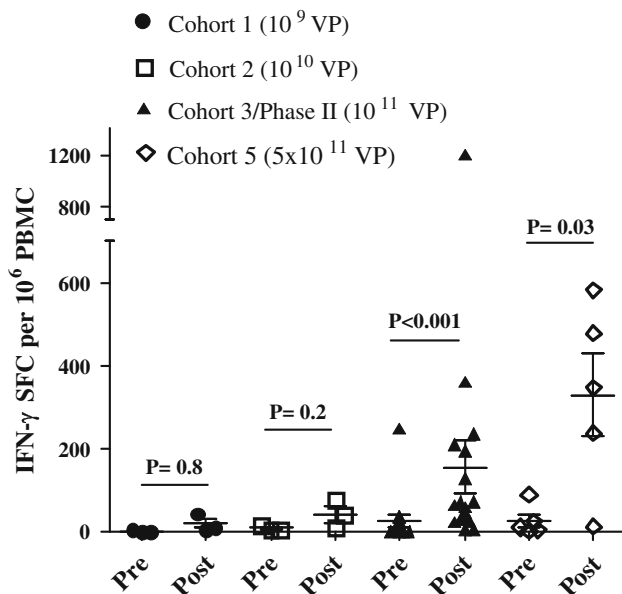 Cohort 1 (10⁹ VP)
Cohort 2 (10¹⁰ VP)
Cohort 3/Phase II (10¹¹ VP)
Cohort 5 (5x10¹¹ VP)
1200
800
600
400
200
0
IFN-γ SFC per 10⁶ PBMC
P= 0.8
P= 0.2
P<0.001
P= 0.03
Pre
Post
Pre
Post
Pre
Post
Pre
Post